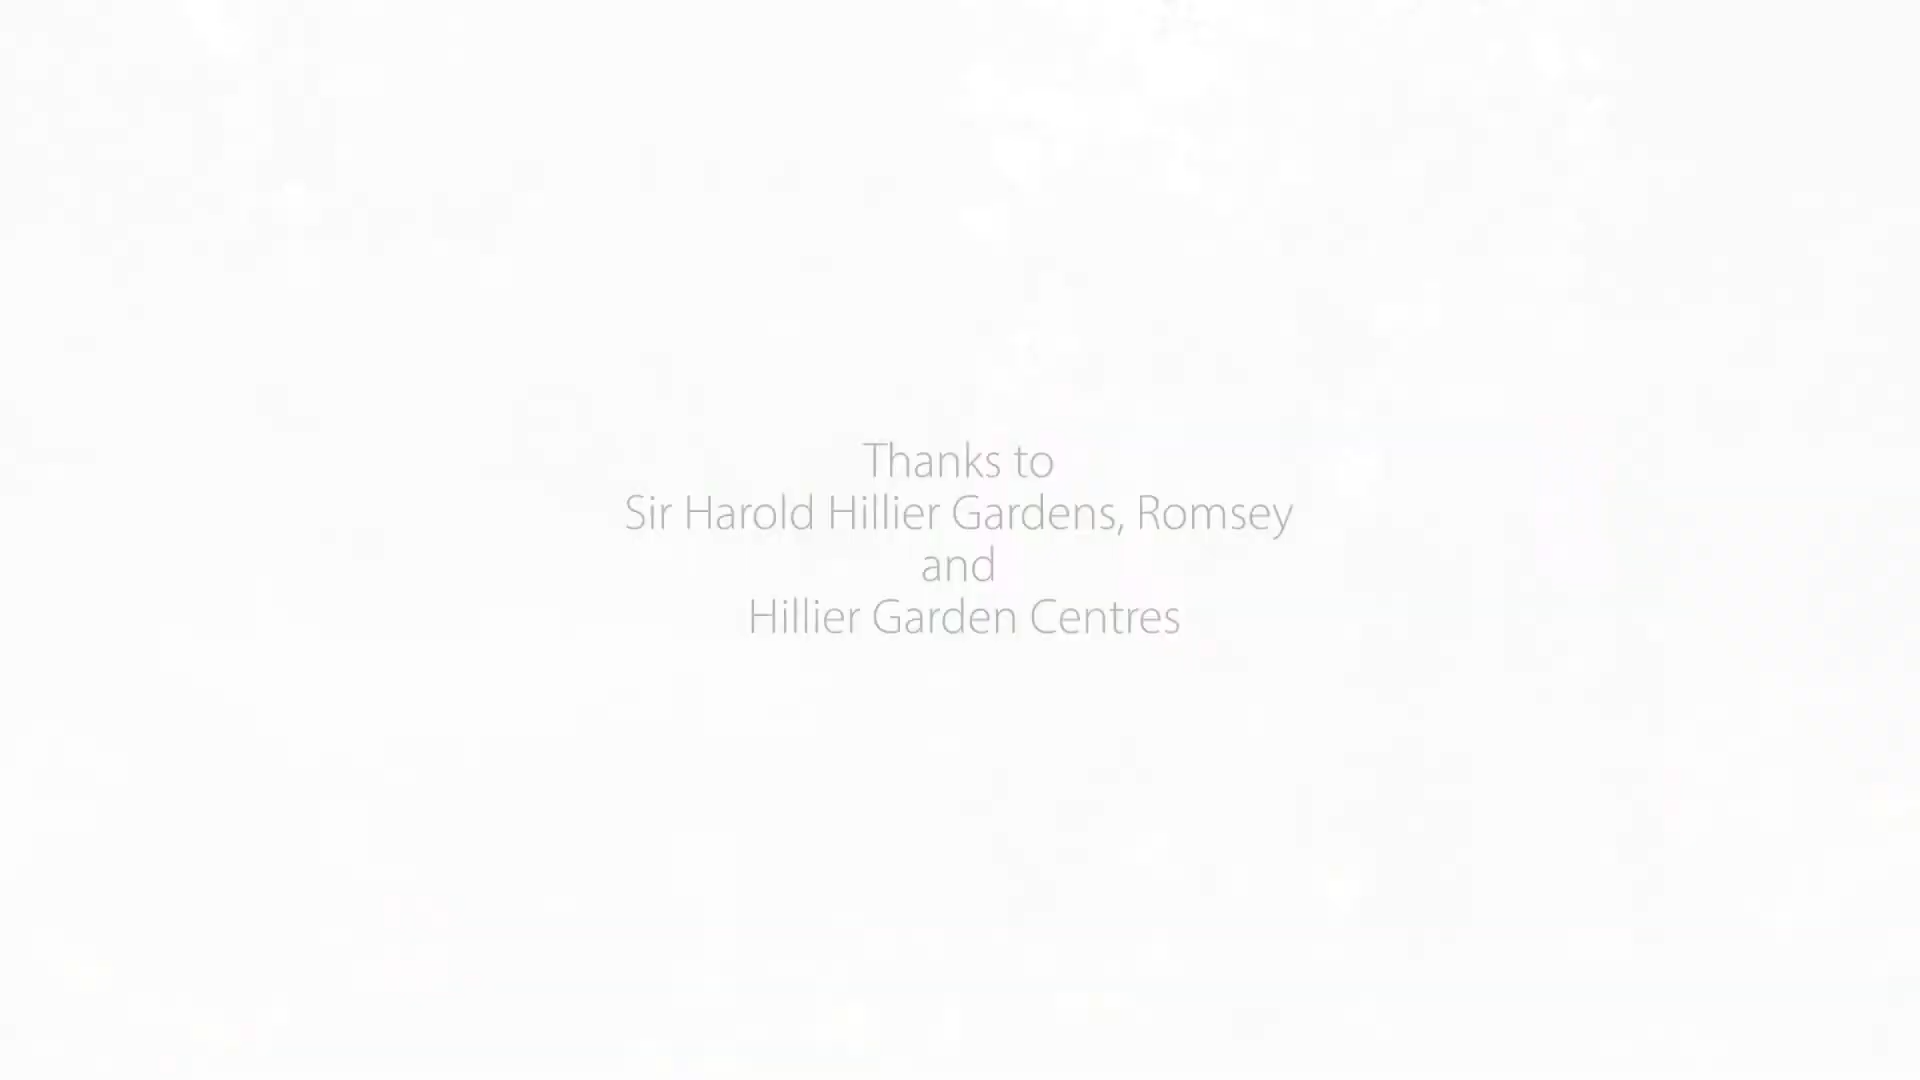 Thanks to
Sir Harold Hillier Gardens, Romsey
and
Hillier Garden Centres